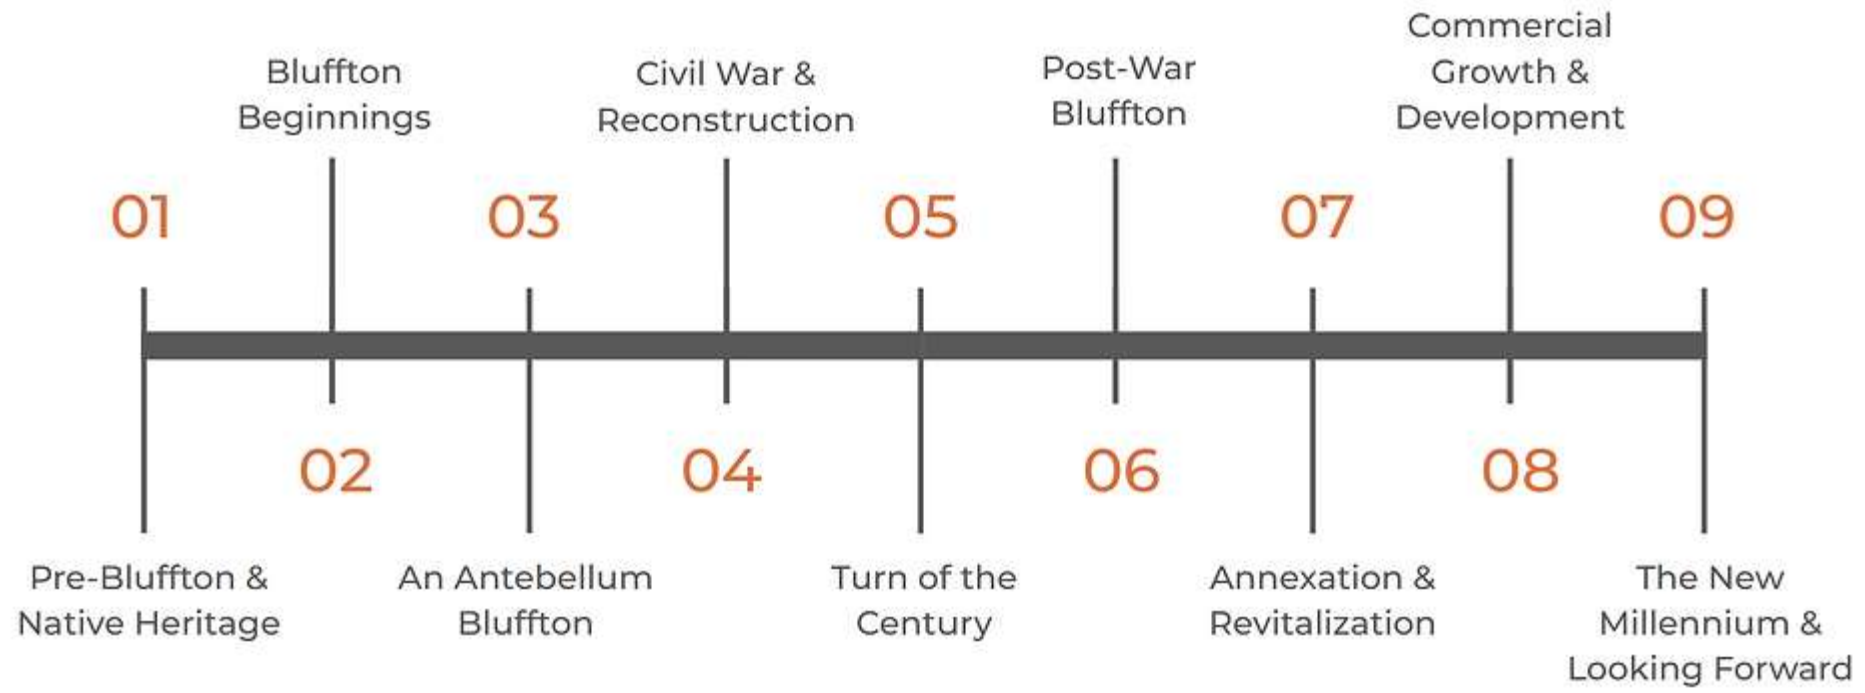 01
Pre-Bluffton &
Native Heritage
Bluffton
Beginnings
02
03
An Antebellum
Bluffton
Civil War &
Reconstruction
04
05
Turn of the
Century
Post-War
Bluffton
06
07
Annexation &
Revitalization
Commercial
Growth &
Development
08
09
The New
Millennium &
Looking Forward